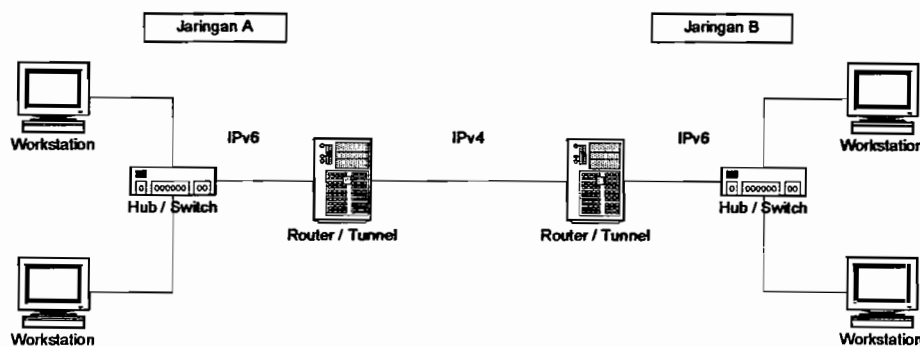 Jaringan A
Jaringan B
Workstation
IPv6
IPv4
IPv6
Workstation
Hub / Switch
Router / Tunnel
Router / Tunnel
Hub / Switch
Workstation
Workstation